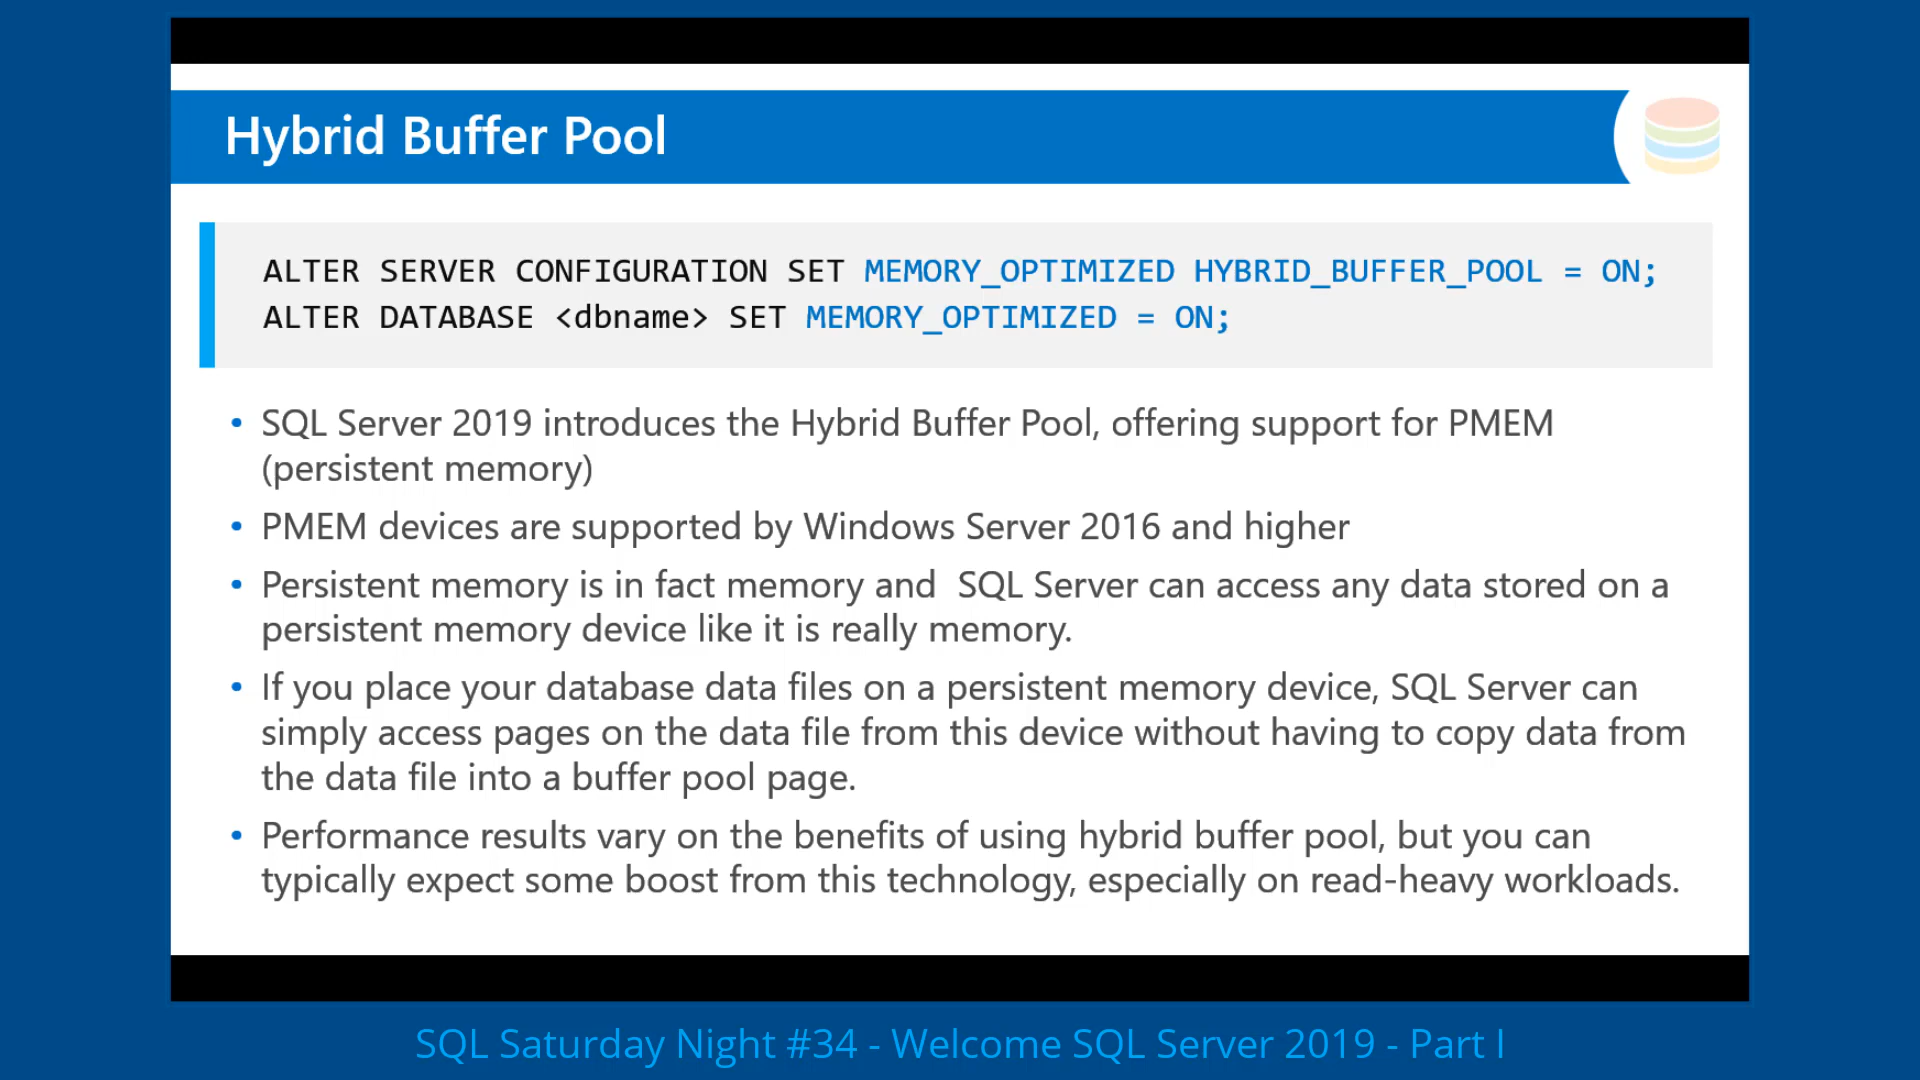 Hybrid Buffer Pool
ALTER SERVER CONFIGURATION SET MEMORY_OPTIMIZED HYBRID_BUFFER_POOL = ON;
ALTER DATABASE <dbname> SET MEMORY_OPTIMIZED = ON;
• SQL Server 2019 introduces the Hybrid Buffer Pool, offering support for PMEM
(persistent memory)
• PMEM devices are supported by Windows Server 2016 and higher
• Persistent memory is in fact memory and  SQL Server can access any data stored on a
persistent memory device like it is really memory.
• If you place your database data files on a persistent memory device, SQL Server can
simply access pages on the data file from this device without having to copy data from
the data file into a buffer pool page.
• Performance results vary on the benefits of using hybrid buffer pool, but you can
typically expect some boost from this technology, especially on read-heavy workloads.
SQL Saturday Night #34 - Welcome SQL Server 2019 - Part I